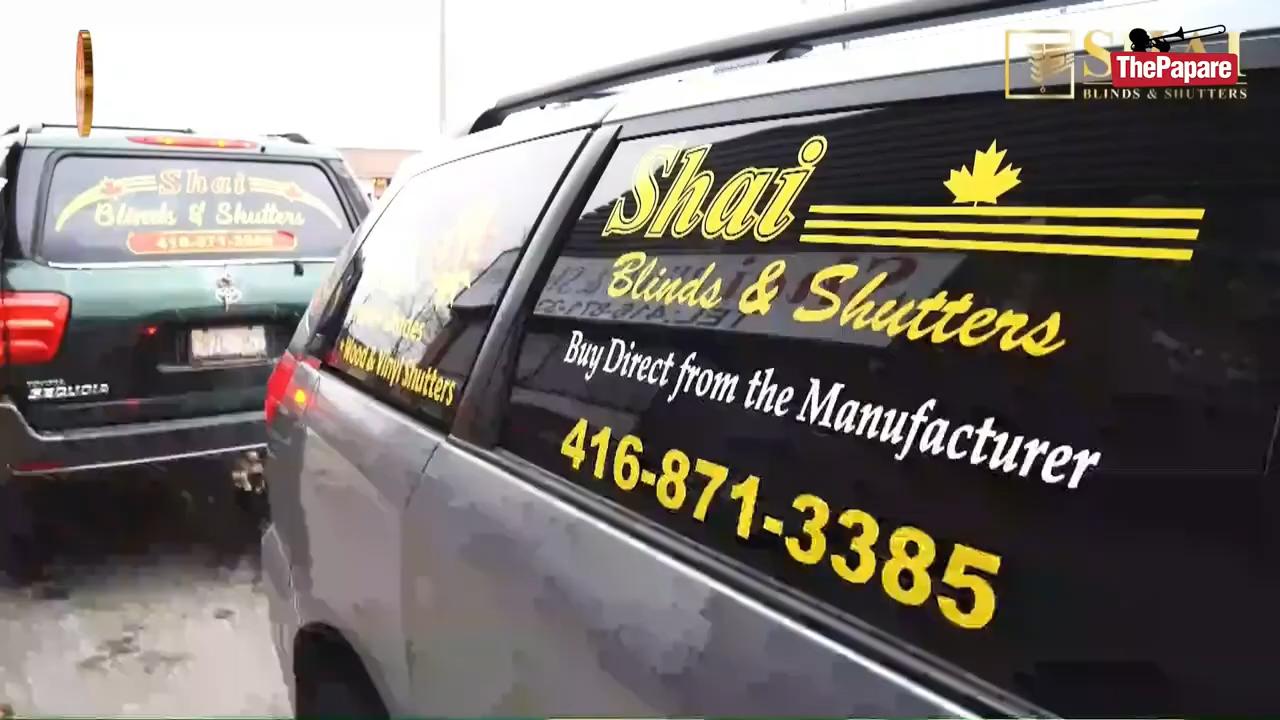 ThePapare
BLINDS & SHUTTERS
Shai
Blinds & Shutters
Buy Direct from the Manufacturer
416-871-3385
Wood & Vinyl Shutters
Shai
Blinds & Shutters
TOYOTA
SEQUOIA